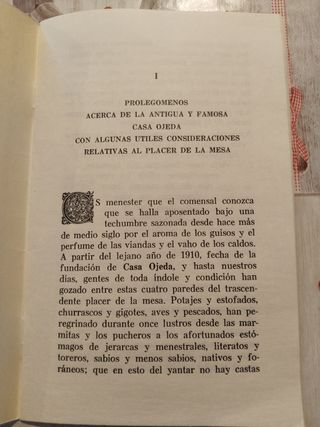 I
PROLEGOMENOS
ACERCA DE LA ANTIGUA Y FAMOSA
CASA OJEDA
CON ALGUNAS UTILES CONSIDERACIONES
RELATIVAS AL PLACER DE LA MESA
ES menester que el comensal conozca
que se halla aposentado bajo una
techumbre sazonada desde hace más
de medio siglo por el aroma de los guisos y el
perfume de las viandas y el vaho de los caldos.
A partir del lejano año de 1910, fecha de
la fundación de Casa Ojeda, y hasta nuestros
días, gentes de toda índole y condición han
gozado entre estas cuatro paredes del trascen-
dente placer de la mesa. Potajes y estofados,
churrascos y gigotes, aves y pescados, han pe-
regrinado durante once lustros desde las mar-
mitas y los pucheros a los afortunados estó-
magos de jerarcas y menestrales, literatos y
toreros, sabios y menos sabios, nativos y fo-
ráneos; que en esto del yantar no hay castas